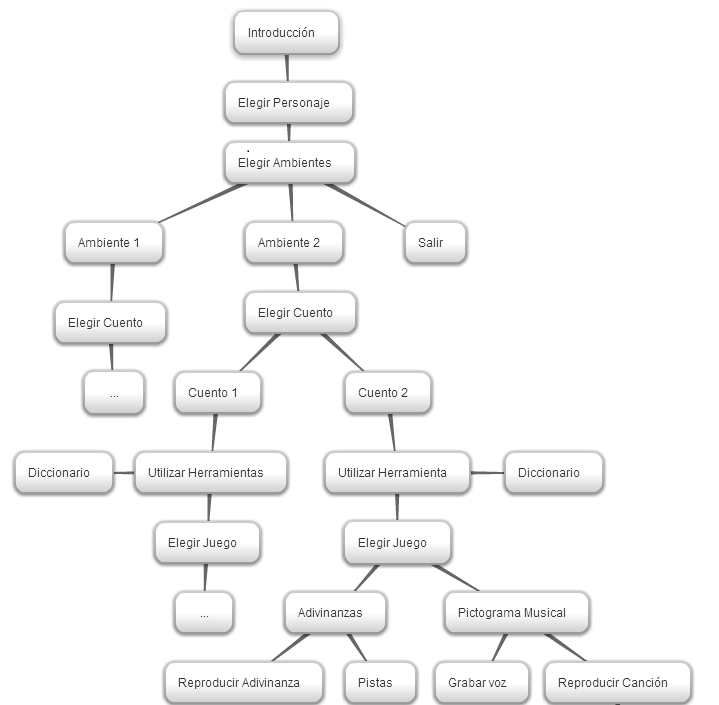 Introducción
Elegir Personaje
Elegir Ambientes
Ambiente 1
Ambiente 2
Salir
Elegir Cuento
Elegir Cuento
...
Cuento 1
Cuento 2
Diccionario
Utilizar Herramientas
Utilizar Herramienta
Diccionario
Elegir Juego
Elegir Juego
...
Adivinanzas
Pictograma Musical
Reproducir Adivinanza
Pistas
Grabar voz
Reproducir Canción